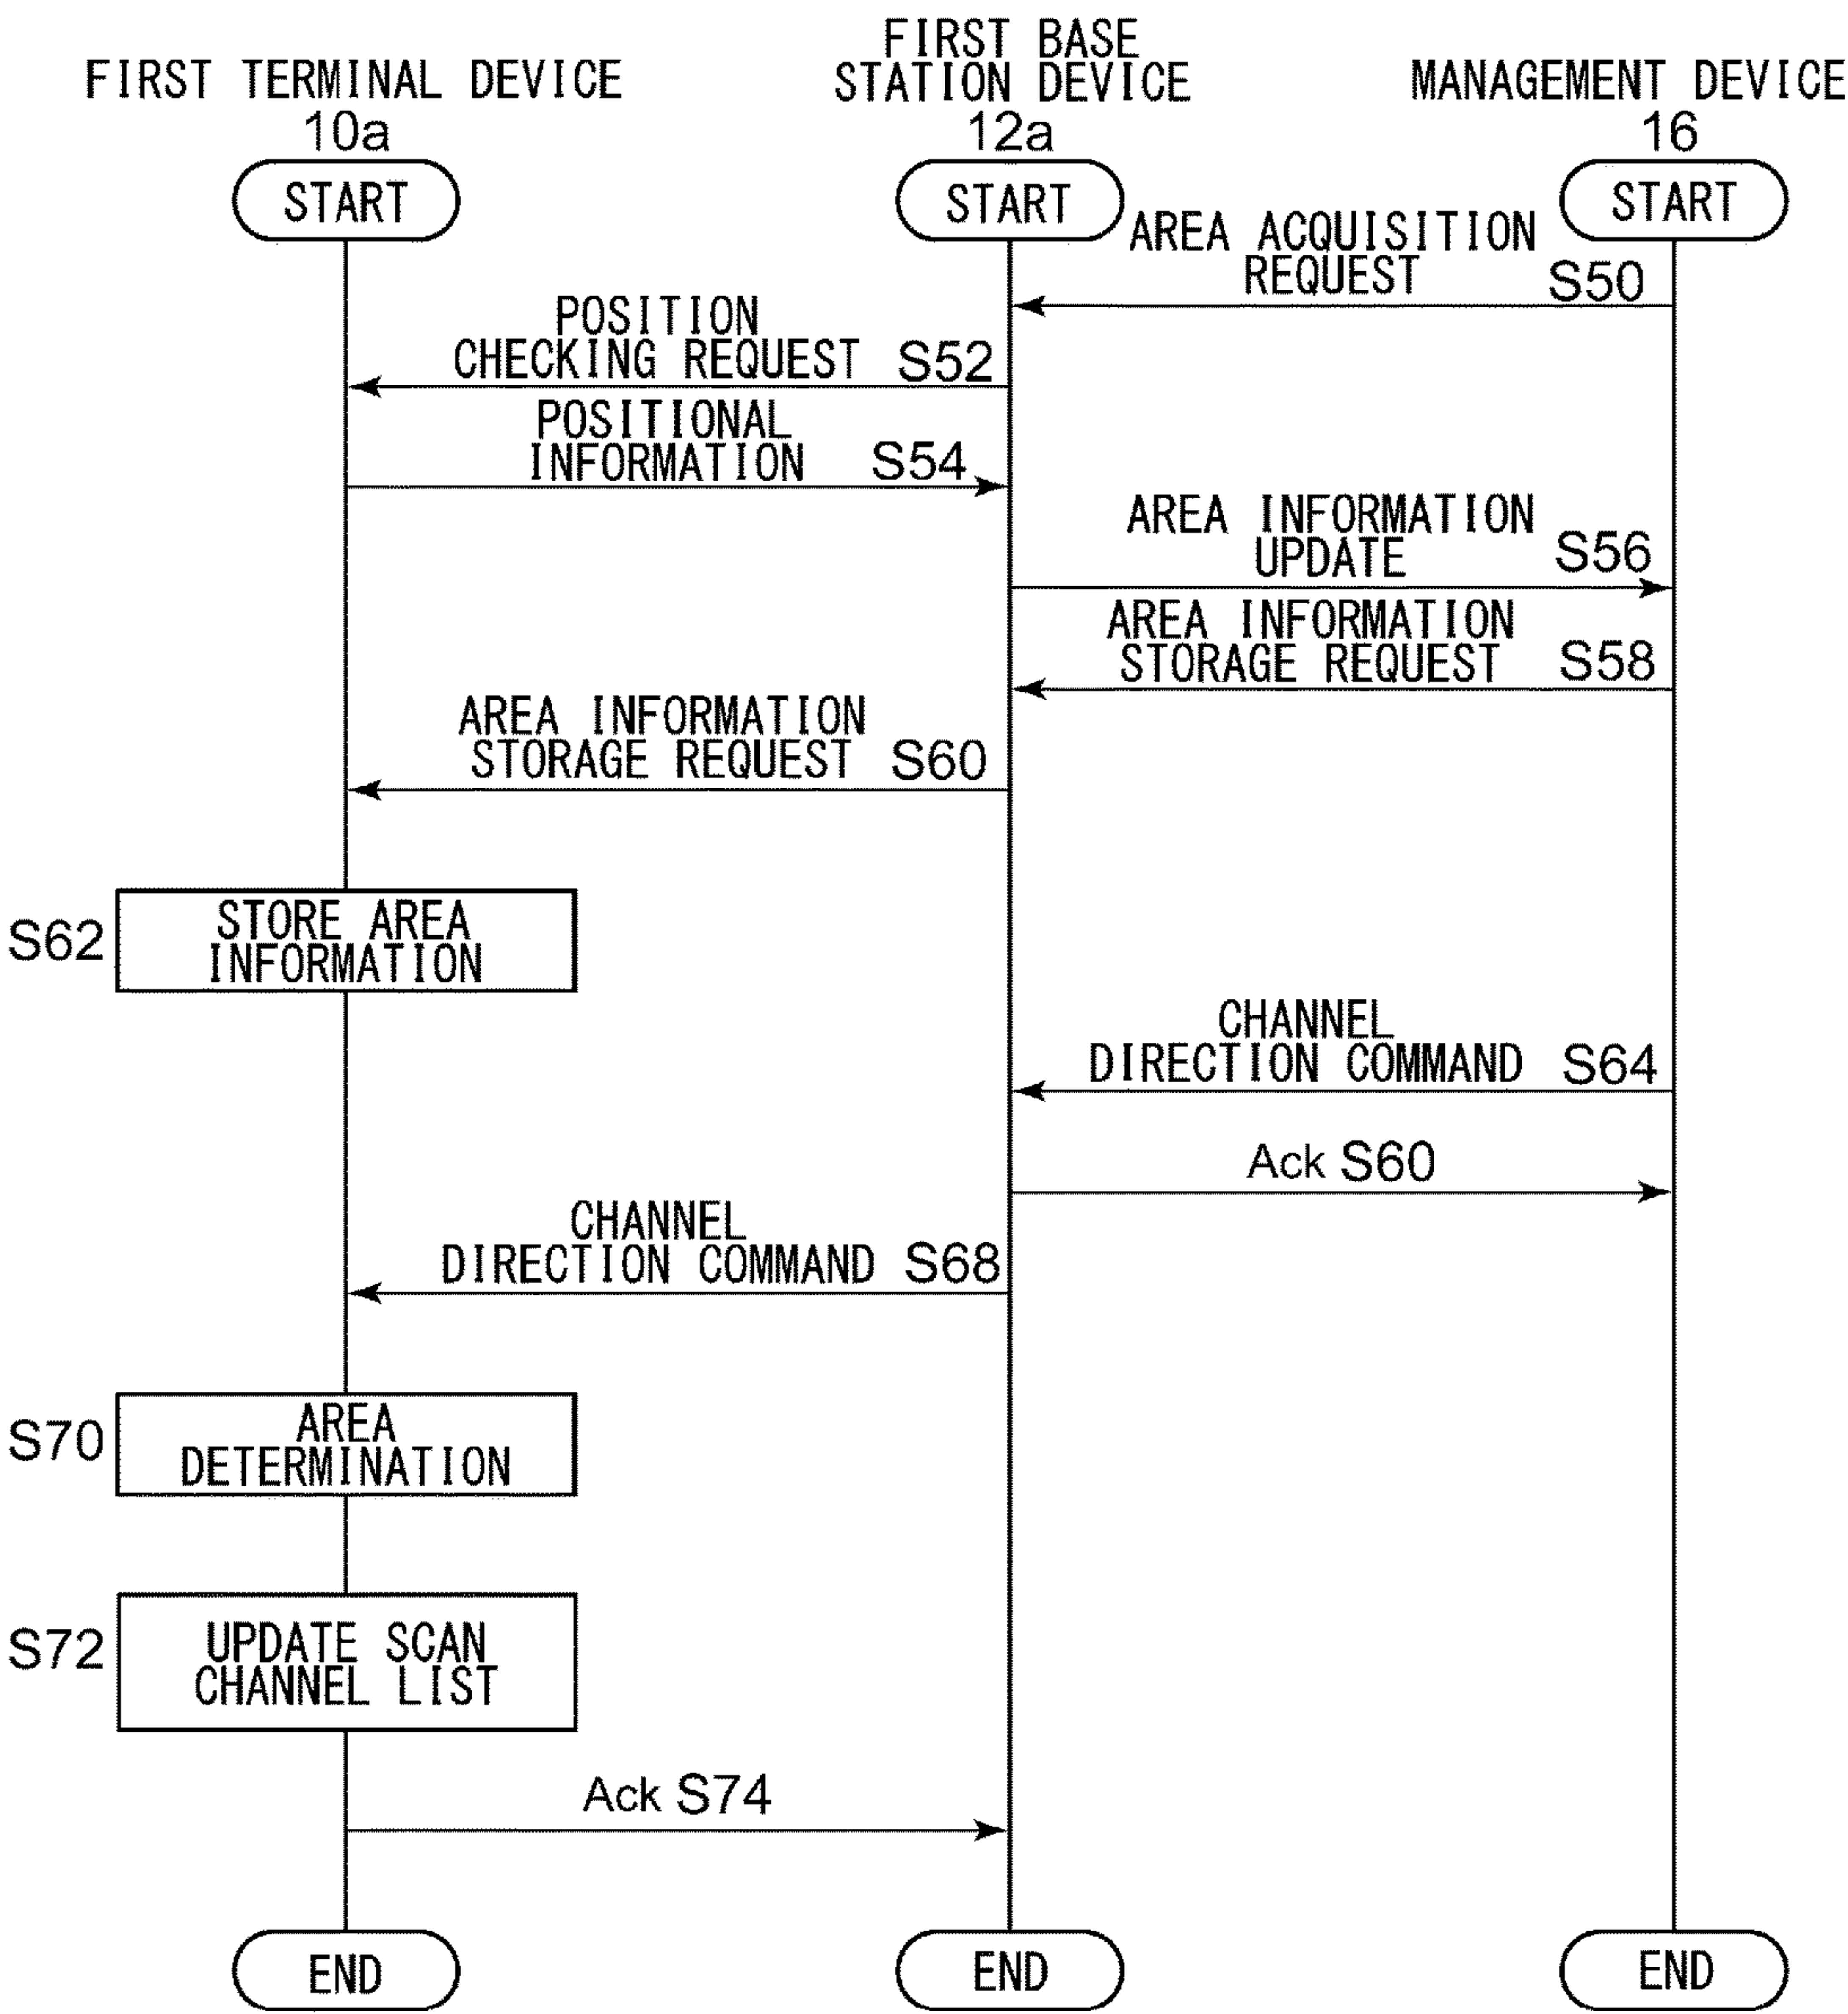 FIRST TERMINAL DEVICE
10a
FIRST BASE
STATION DEVICE
12a
MANAGEMENT DEVICE
16
START
START
START
AREA ACQUISITION
REQUEST S50
POSITION
CHECKING REQUEST S52
POSITIONAL
INFORMATION S54
AREA INFORMATION
UPDATE S56
AREA INFORMATION
STORAGE REQUEST S58
AREA INFORMATION
STORAGE REQUEST S60
S62
STORE AREA
INFORMATION
CHANNEL
DIRECTION COMMAND S64
Ack S60
CHANNEL
DIRECTION COMMAND S68
S70
AREA
DETERMINATION
S72
UPDATE SCAN
CHANNEL LIST
Ack S74
END
END
END